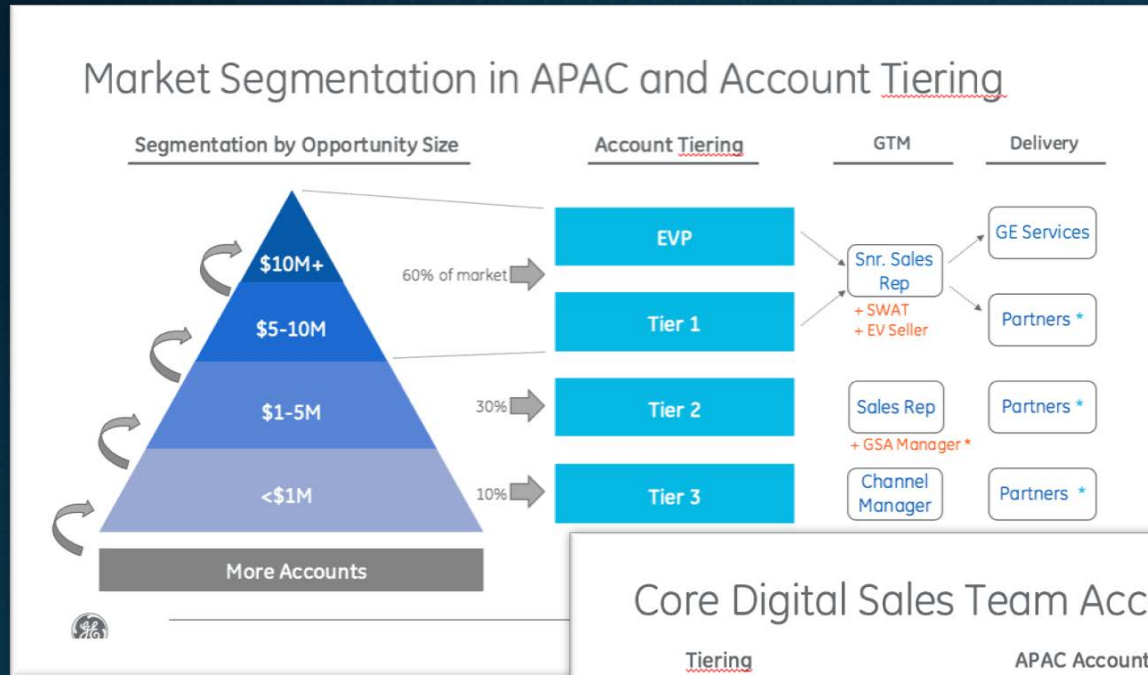 Market Segmentation in APAC and Account Tiering
Segmentation by Opportunity Size
Account Tiering
GTM
Delivery
$10M+
$5-10M
$1-5M
<$1M
More Accounts
60% of market
30%
10%
EVP
Tier 1
Tier 2
Tier 3
Snr. Sales
Rep
+ SWAT
+ EV Seller
Sales Rep
+ GSA Manager *
Channel
Manager
GE Services
Partners *
Partners *
Partners *
GE
Core Digital Sales Team Acc
Tiering
APAC Account